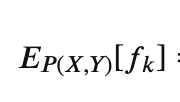 E_{P(X,Y)}[f_k] =